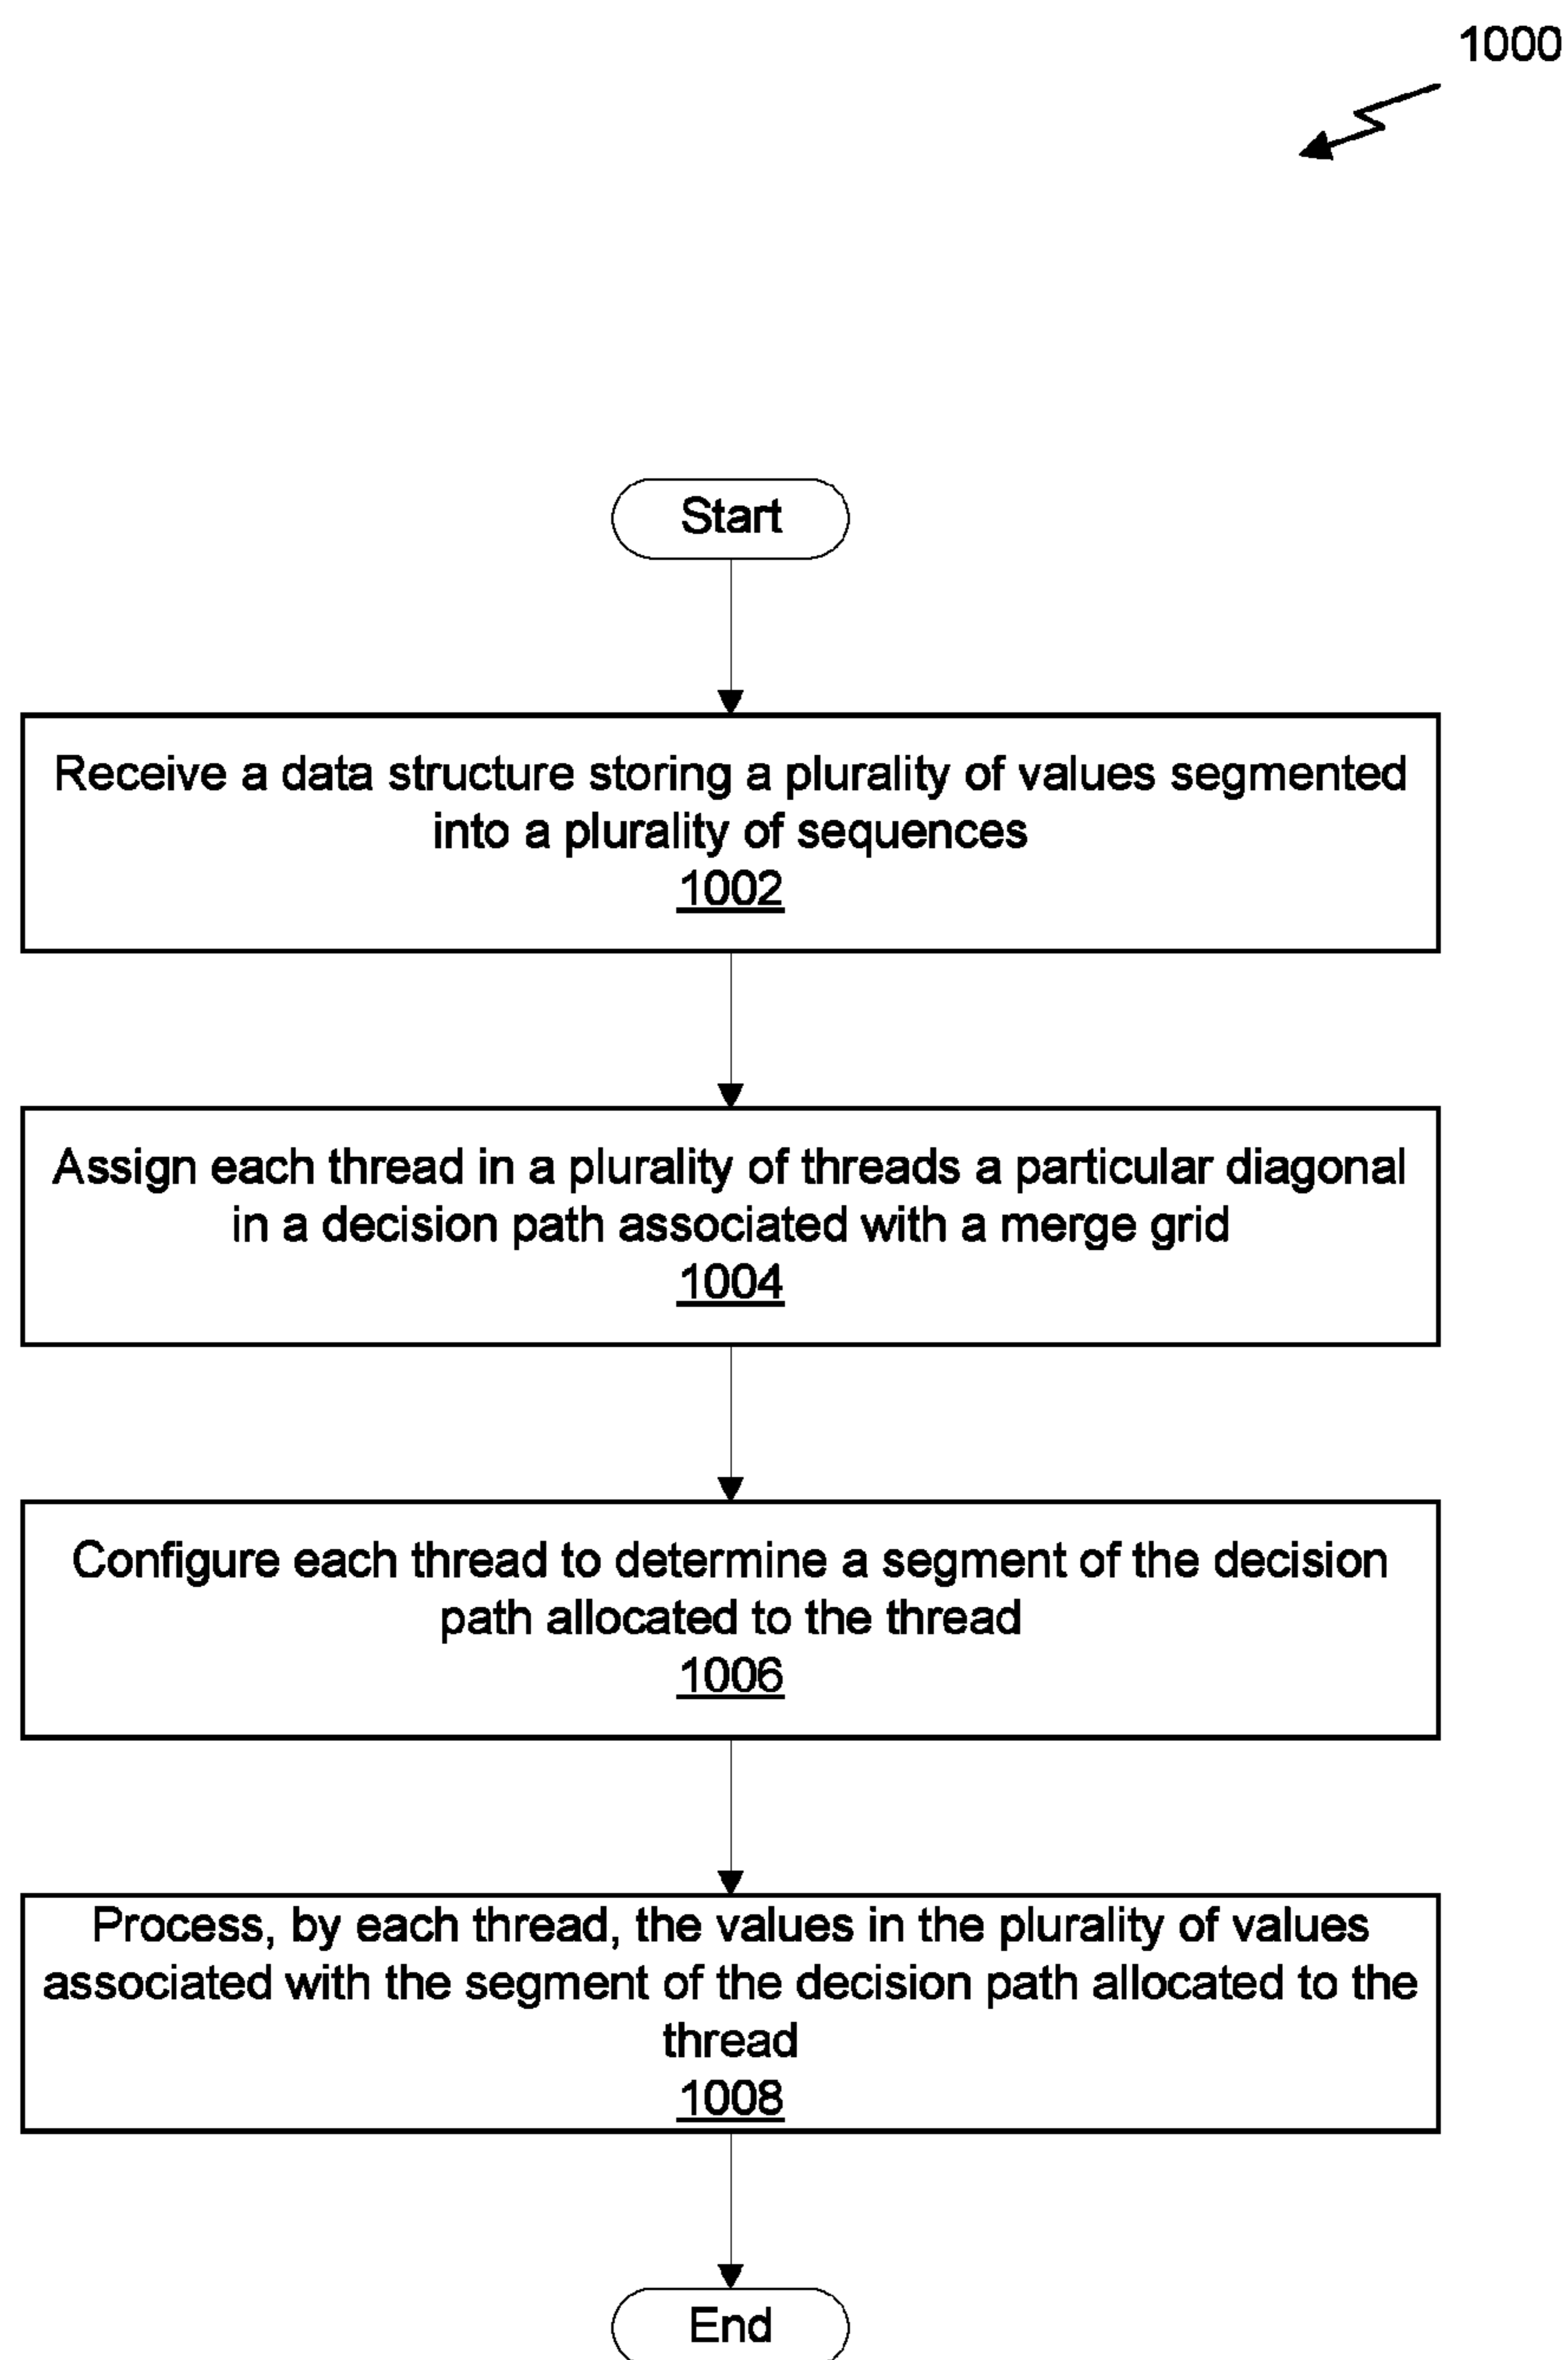 1000
Start
Receive a data structure storing a plurality of values segmented
into a plurality of sequences
1002
Assign each thread in a plurality of threads a particular diagonal
in a decision path associated with a merge grid
1004
Configure each thread to determine a segment of the decision
path allocated to the thread
1006
Process, by each thread, the values in the plurality of values
associated with the segment of the decision path allocated to the
thread
1008
End